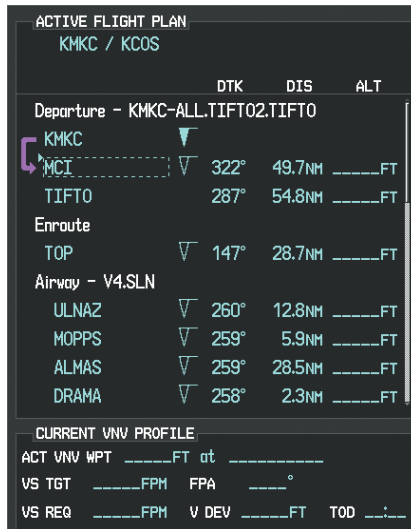 ACTIVE FLIGHT PLAN
KMKC / KCOS
DTK DIS ALT
Departure – KMKC-ALL.TIFTO2.TIFTO
KMKC
MCI 322° 49.7NM _____FT
TIFTO 287° 54.8NM _____FT
Enroute
TOP 147° 28.7NM _____FT
Airway – V4.SLN
ULNAZ 260° 12.8NM _____FT
MOPPS 259° 5.9NM _____FT
ALMAS 259° 28.5NM _____FT
DRAMA 258° 2.3NM _____FT
CURRENT VNV PROFILE
ACT VNV WPT _____FT at __________
VS TGT _____FPM FPA ____°
VS REQ _____FPM V DEV _____FT TOD __:__